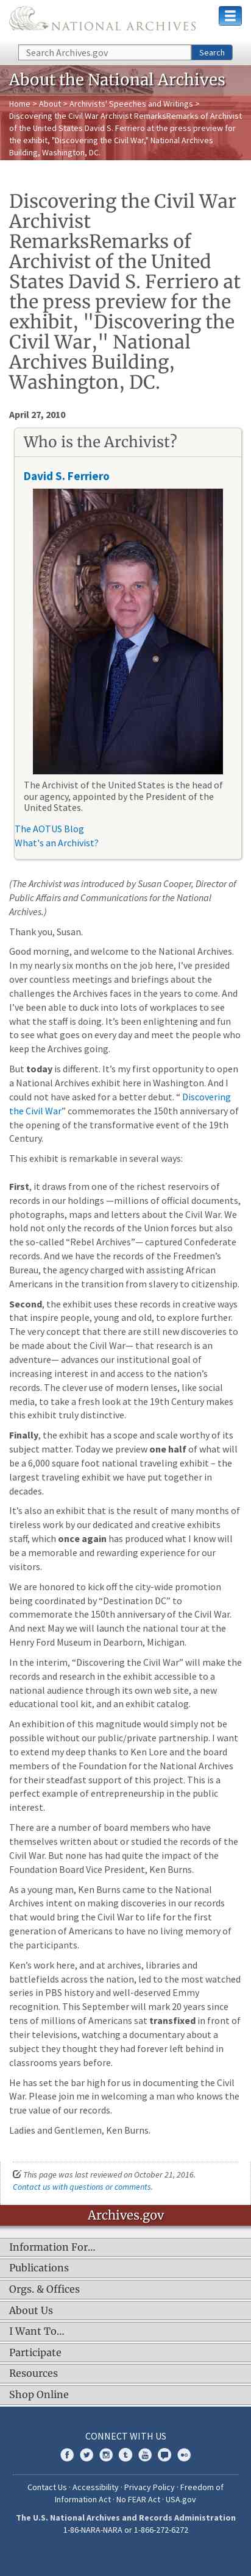 NATIONAL ARCHIVES
Search Archives.gov
Search
About the National Archives
Home > About > Archivists' Speeches and Writings >
Discovering the Civil War Archivist RemarksRemarks of Archivist
of the United States David S. Ferriero at the press preview for
the exhibit, "Discovering the Civil War," National Archives
Building, Washington, DC.
Discovering the Civil War
Archivist
RemarksRemarks of
Archivist of the United
States David S. Ferriero at
the press preview for the
exhibit, "Discovering the
Civil War," National
Archives Building,
Washington, DC.
April 27, 2010
Who is the Archivist?
David S. Ferriero
The Archivist of the United States is the head of
our agency, appointed by the President of the
United States.
The AOTUS Blog
What's an Archivist?
(The Archivist was introduced by Susan Cooper, Director of
Public Affairs and Communications for the National
Archives.)
Thank you, Susan.
Good morning, and welcome to the National Archives.
In my nearly six months on the job here, I've presided
over countless meetings and briefings about the
challenges the Archives faces in the years to come. And
I've been able to duck into lots of workplaces to see
what the staff is doing. It's been enlightening and fun
to see what goes on every day and meet the people who
keep the Archives going.
But today is different. It's my first opportunity to open
a National Archives exhibit here in Washington. And I
could not have asked for a better debut. " Discovering
the Civil War" commemorates the 150th anniversary of
the opening of the transformative event of the 19th
Century.
This exhibit is remarkable in several ways:
First, it draws from one of the richest reservoirs of
records in our holdings —millions of official documents,
photographs, maps and letters about the Civil War. We
hold not only the records of the Union forces but also
the so-called "Rebel Archives"— captured Confederate
records. And we have the records of the Freedmen's
Bureau, the agency charged with assisting African
Americans in the transition from slavery to citizenship.
Second, the exhibit uses these records in creative ways
that inspire people, young and old, to explore further.
The very notion that there are still new discoveries to
be made about the Civil War— that research is an
adventure— advances our institutional goal of
increasing interest in and access to the nation's
records. The clever use of modern lenses, like social
media, to take a fresh look at the 19th Century makes
this exhibit truly distinctive.
Finally, the exhibit has a scope and scale worthy of its
subject matter. Today we preview one half of what will
be a 6,000 square foot national traveling exhibit – the
largest traveling exhibit we have put together in
decades.
It's also an exhibit that is the result of many months of
tireless work by our dedicated and creative exhibits
staff, which once again has produced what I know will
be a memorable and rewarding experience for our
visitors.
We are honored to kick off the city-wide promotion
being coordinated by "Destination DC" to
commemorate the 150th anniversary of the Civil War.
And next May we will launch the national tour at the
Henry Ford Museum in Dearborn, Michigan.
In the interim, "Discovering the Civil War" will make the
records and research in the exhibit accessible to a
national audience through its own web site, a new
educational tool kit, and an exhibit catalog.
An exhibition of this magnitude would simply not be
possible without our public/private partnership. I want
to extend my deep thanks to Ken Lore and the board
members of the Foundation for the National Archives
for steadfast support of this project. This project is a
perfect example of entrepreneurship in the public
interest.
There are a number of board members who have
themselves written about or studied the records of the
Civil War. But none has had quite the impact of the
Foundation Board Vice President, Ken Burns.
As a young man, Ken Burns came to the National
Archives intent on making discoveries in our records
that would bring the Civil War to life for the first
generation of Americans to have no living memory of
the participants.
Ken's work here, and at archives, libraries and
battlefields across the nation, led to the most watched
series in PBS history and well-deserved Emmy
recognition. This September will mark 20 years since
tens of millions of Americans sat transfixed in front of
their televisions, watching a documentary about a
subject they thought they had forever left behind in
classrooms years before.
He has set the bar high for us in documenting the Civil
War. Please join me in welcoming a man who knows the
true value of our records.
Ladies and Gentlemen, Ken Burns.
This page was last reviewed on October 21, 2016.
Contact us with questions or comments.
Archives.gov
Information For…
Publications
Orgs. & Offices
About Us
I Want To…
Participate
Resources
Shop Online
CONNECT WITH US
Contact Us · Accessibility · Privacy Policy · Freedom of
Information Act · No FEAR Act · USA.gov
The U.S. National Archives and Records Administration
1-86-NARA-NARA or 1-866-272-6272